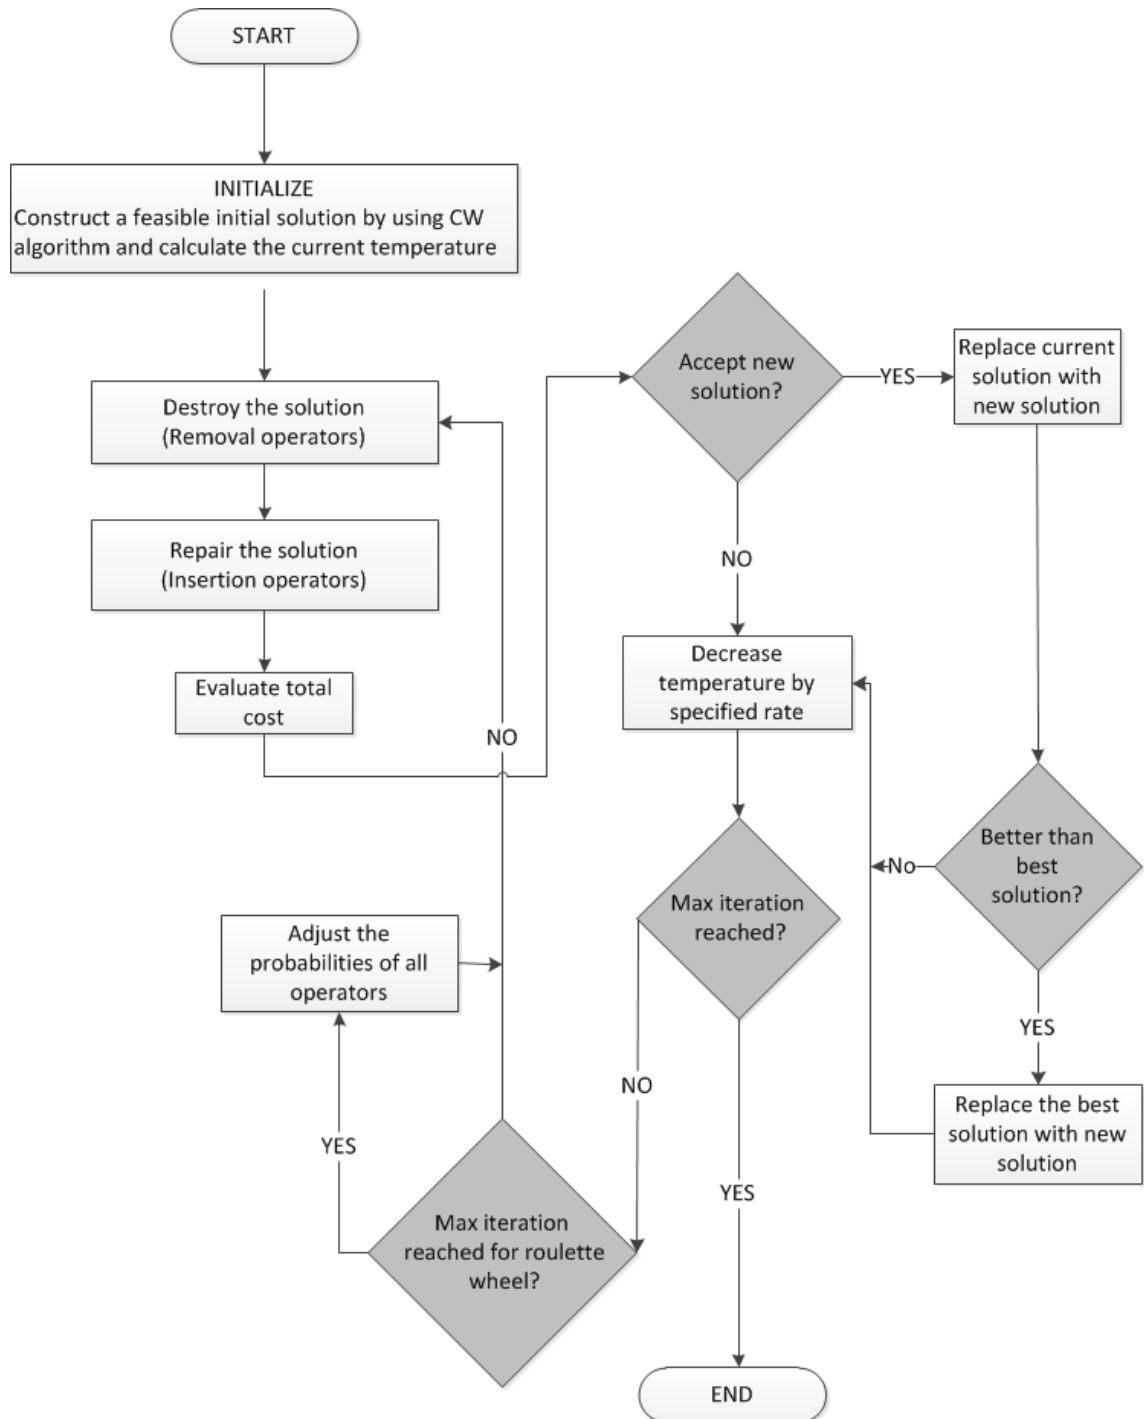 START
INITIALIZE
Construct a feasible initial solution by using CW
algorithm and calculate the current temperature
Destroy the solution
(Removal operators)
Repair the solution
(Insertion operators)
Evaluate total
cost
Accept new
solution?
YES
Replace current
solution with
new solution
NO
Decrease
temperature by
specified rate
NO
Better than
best
solution?
No
Max iteration
reached?
Adjust the
probabilities of all
operators
YES
Replace the best
solution with new
solution
NO
YES
YES
Max iteration
reached for roulette
wheel?
END